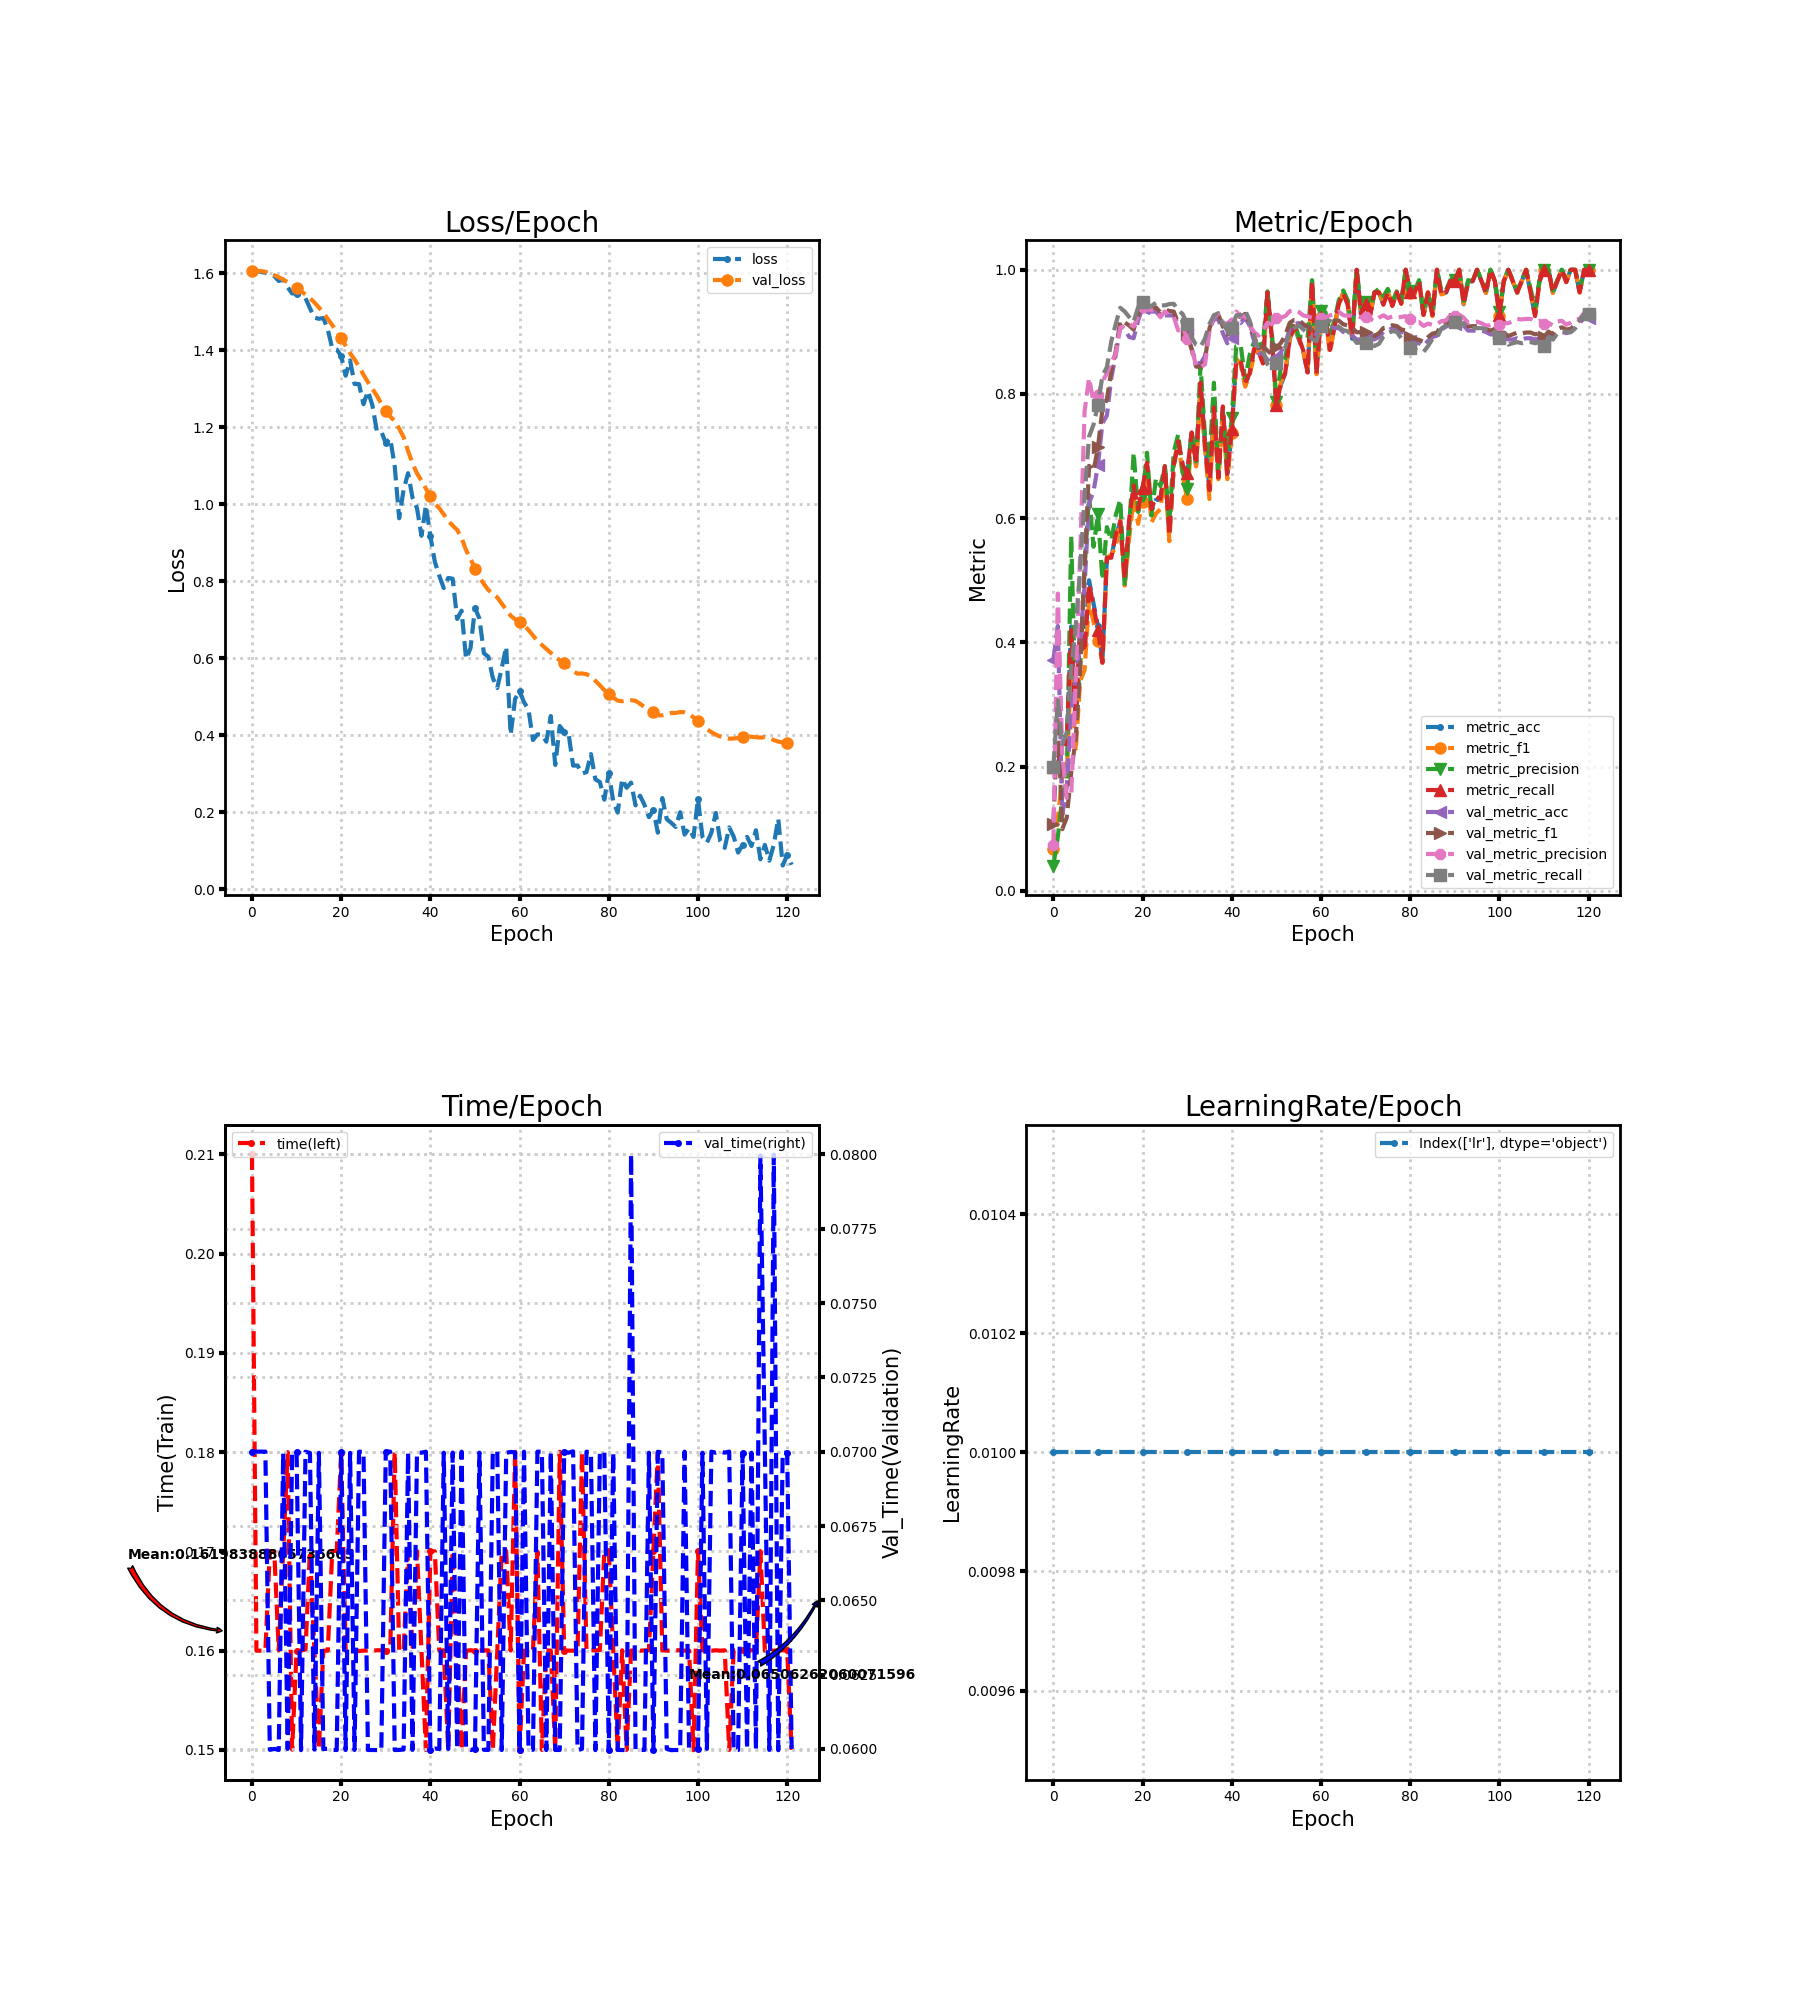 Loss/Epoch
Loss
1.6
1.4
1.2
1.0
0.8
0.6
0.4
0.2
0.0
loss
val_loss
0 20 40 60 80 100 120
Epoch
Metric/Epoch
Metric
1.0
0.8
0.6
0.4
0.2
0.0
metric_acc
metric_f1
metric_precision
metric_recall
val_metric_acc
val_metric_f1
val_metric_precision
val_metric_recall
0 20 40 60 80 100 120
Epoch
Time/Epoch
Time(Train)
0.21
0.20
0.19
0.18
0.17
0.16
0.15
time(left)
val_time(right)
0.0800
0.0775
0.0750
0.0725
0.0700
0.0675
0.0650
0.0625
0.0600
Val_Time(Validation)
Mean:0.06506262060071596
0 20 40 60 80 100 120
Epoch
LearningRate/Epoch
LearningRate
0.0104
0.0102
0.0100
0.0098
0.0096
Index(['lr'], dtype='object')
0 20 40 60 80 100 120
Epoch